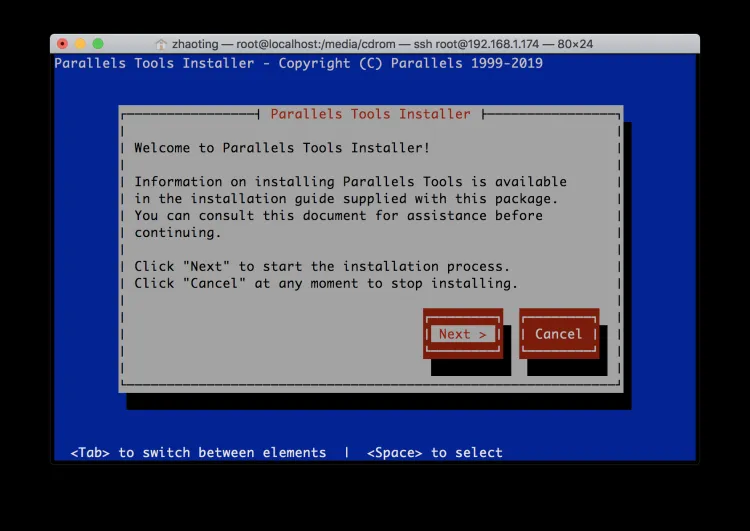 zhaoting — root@localhost:/media/cdrom — ssh root@192.168.1.174 — 80×24
Parallels Tools Installer - Copyright (C) Parallels 1999-2019
Parallels Tools Installer
Welcome to Parallels Tools Installer!
Information on installing Parallels Tools is available
in the installation guide supplied with this package.
You can consult this document for assistance before
continuing.
Click "Next" to start the installation process.
Click "Cancel" at any moment to stop installing.
Next > Cancel
<Tab> to switch between elements | <Space> to select